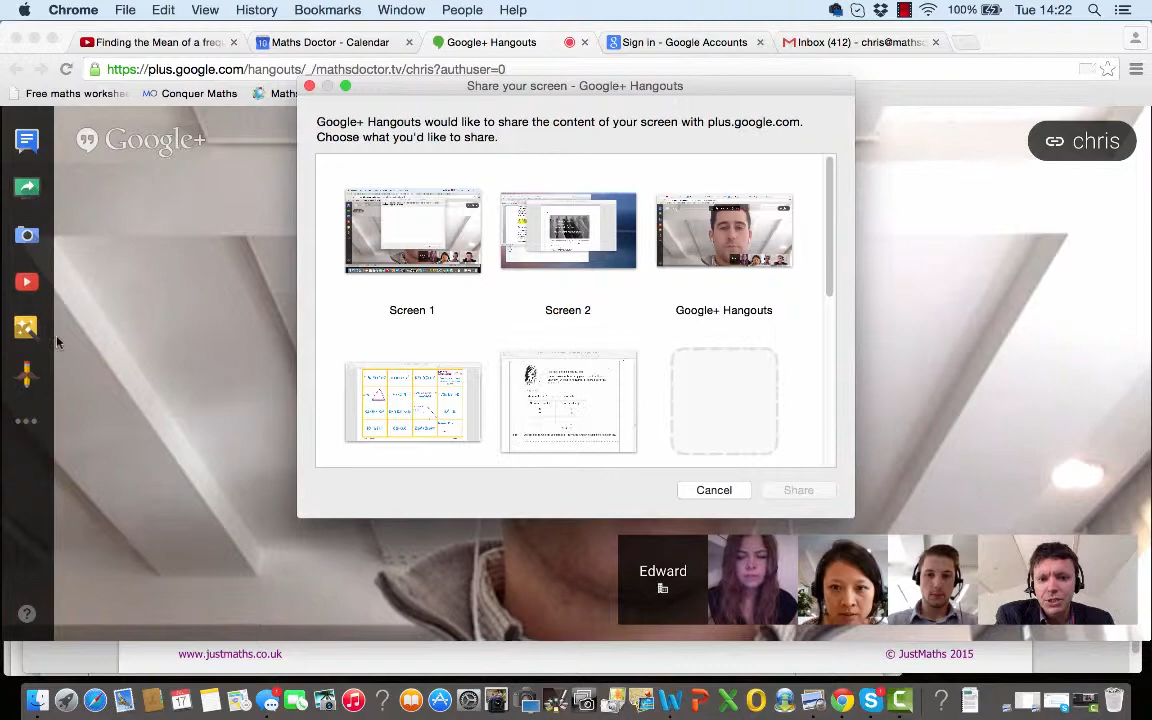 Chrome File Edit View History Bookmarks Window People Help 100% Tue 14:22
Finding the Mean of a freq Maths Doctor - Calendar Google+ Hangouts Sign in - Google Accounts Inbox (412) - chris@mathsd
https://plus.google.com/hangouts/_/mathsdoctor.tv/chris?authuser=0
Free maths workshe MO Conquer Maths Maths
Share your screen - Google+ Hangouts
Google+ Hangouts would like to share the content of your screen with plus.google.com.
Choose what you'd like to share.
Google+
chris
Screen 1 Screen 2 Google+ Hangouts
Cancel Share
Edward
www.justmaths.co.uk © JustMaths 2015